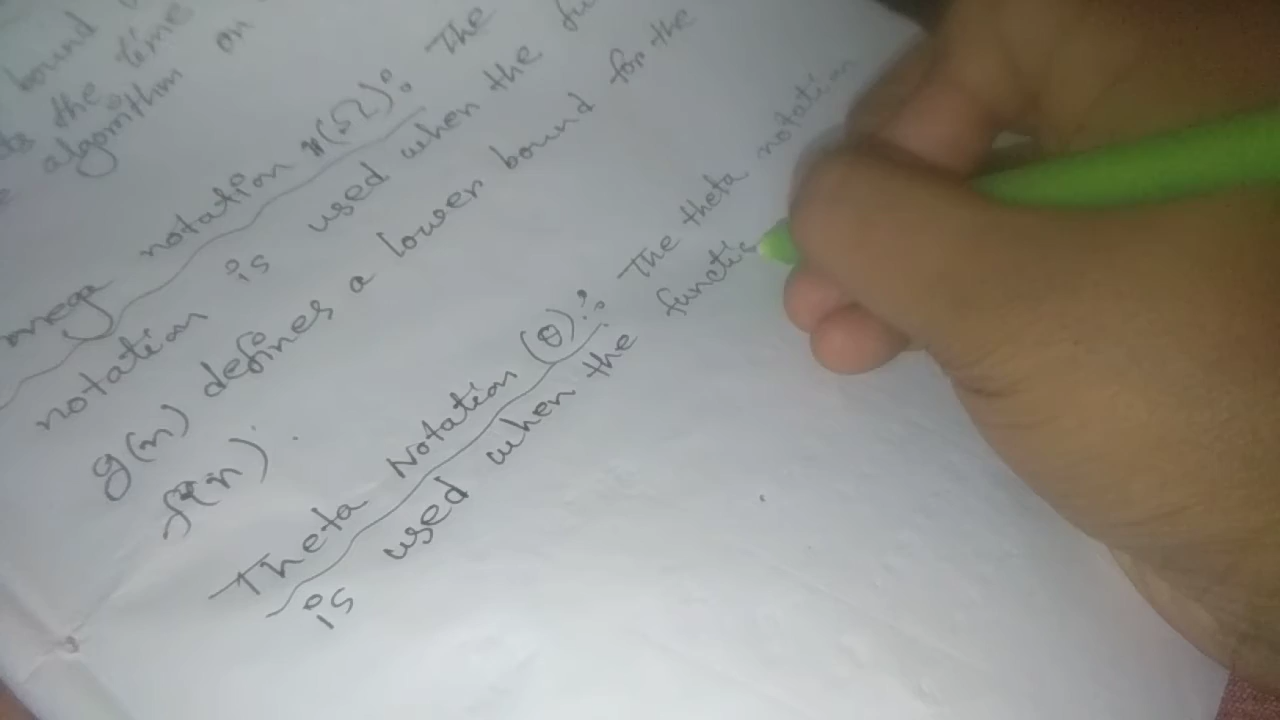 bound
the time
algorithm on
mega notation (Ω): The
notation is used when the fu
g(n) defines a lower bound for the
f(n).
Theta Notation (θ): The theta notation
is used when the functio